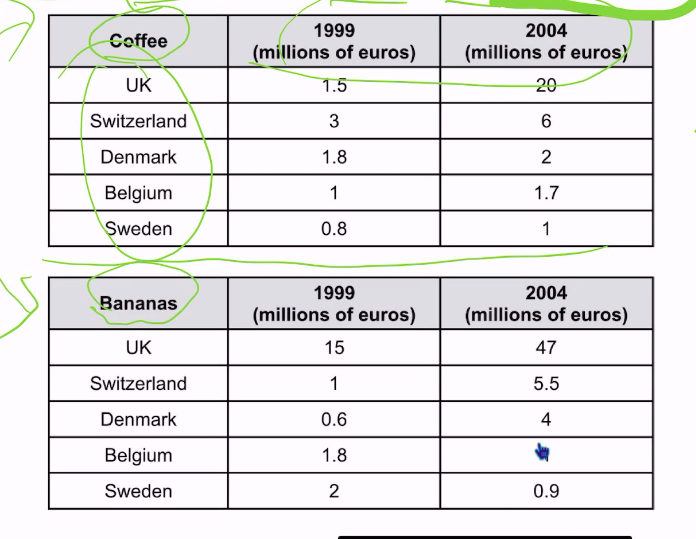 Coffee 1999 (millions of euros) 2004 (millions of euros)
UK 1.5 20
Switzerland 3 6
Denmark 1.8 2
Belgium 1 1.7
Sweden 0.8 1
Bananas 1999 (millions of euros) 2004 (millions of euros)
UK 15 47
Switzerland 1 5.5
Denmark 0.6 4
Belgium 1.8
Sweden 2 0.9